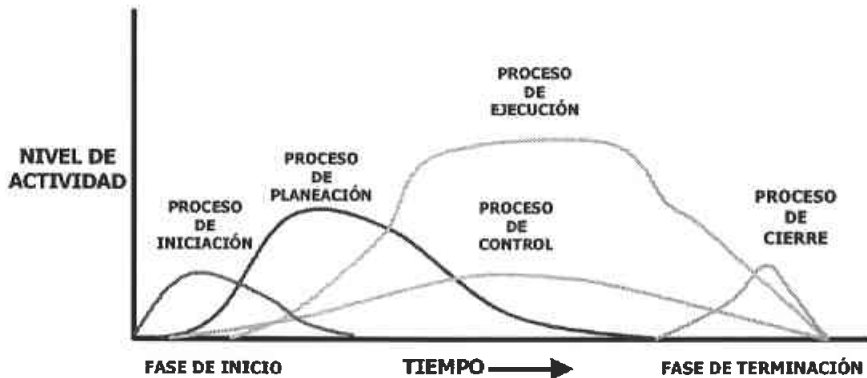 PROCESO
DE
EJECUCIÓN
NIVEL DE
ACTIVIDAD
PROCESO
DE
PLANEACIÓN
PROCESO
DE
INICIACIÓN
PROCESO
DE
CONTROL
PROCESO
DE
CIERRE
FASE DE INICIO
TIEMPO
FASE DE TERMINACIÓN